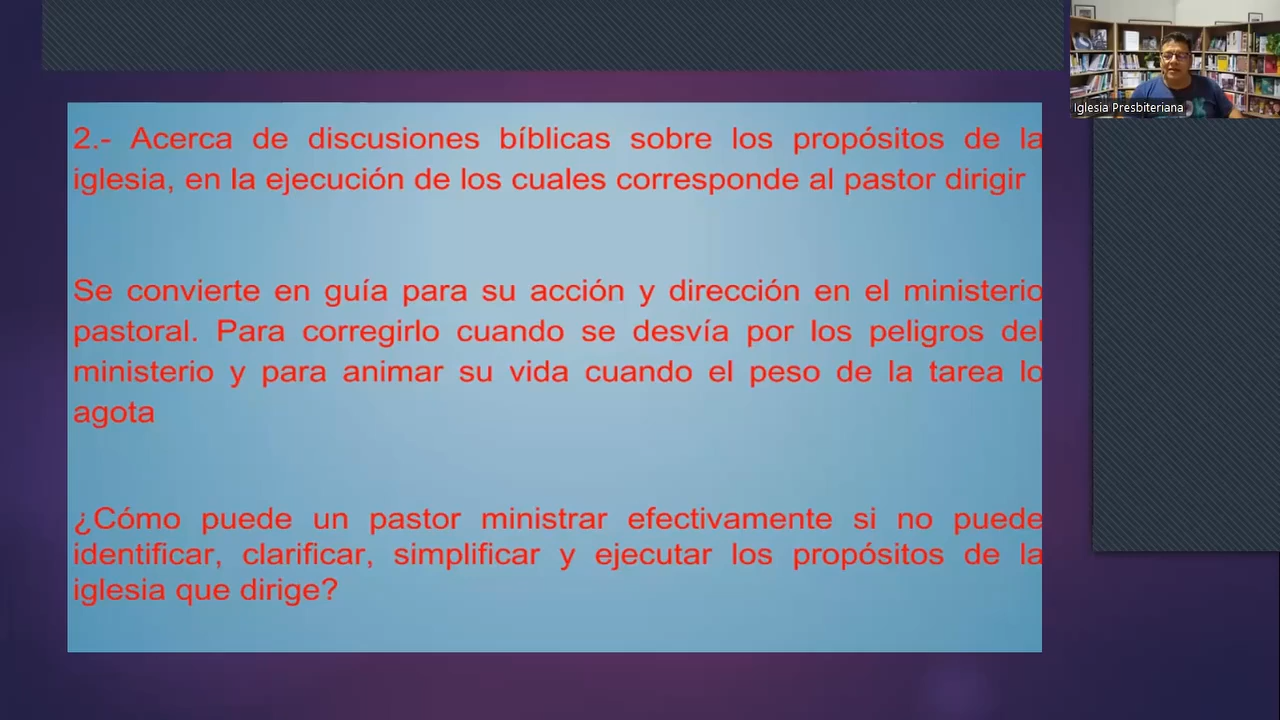 2.- Acerca de discusiones bíblicas sobre los propósitos de la
iglesia, en la ejecución de los cuales corresponde al pastor dirigir
Se convierte en guía para su acción y dirección en el ministerio
pastoral. Para corregirlo cuando se desvía por los peligros del
ministerio y para animar su vida cuando el peso de la tarea lo
agota
¿Cómo puede un pastor ministrar efectivamente si no puede
identificar, clarificar, simplificar y ejecutar los propósitos de la
iglesia que dirige?
Iglesia Presbiteriana